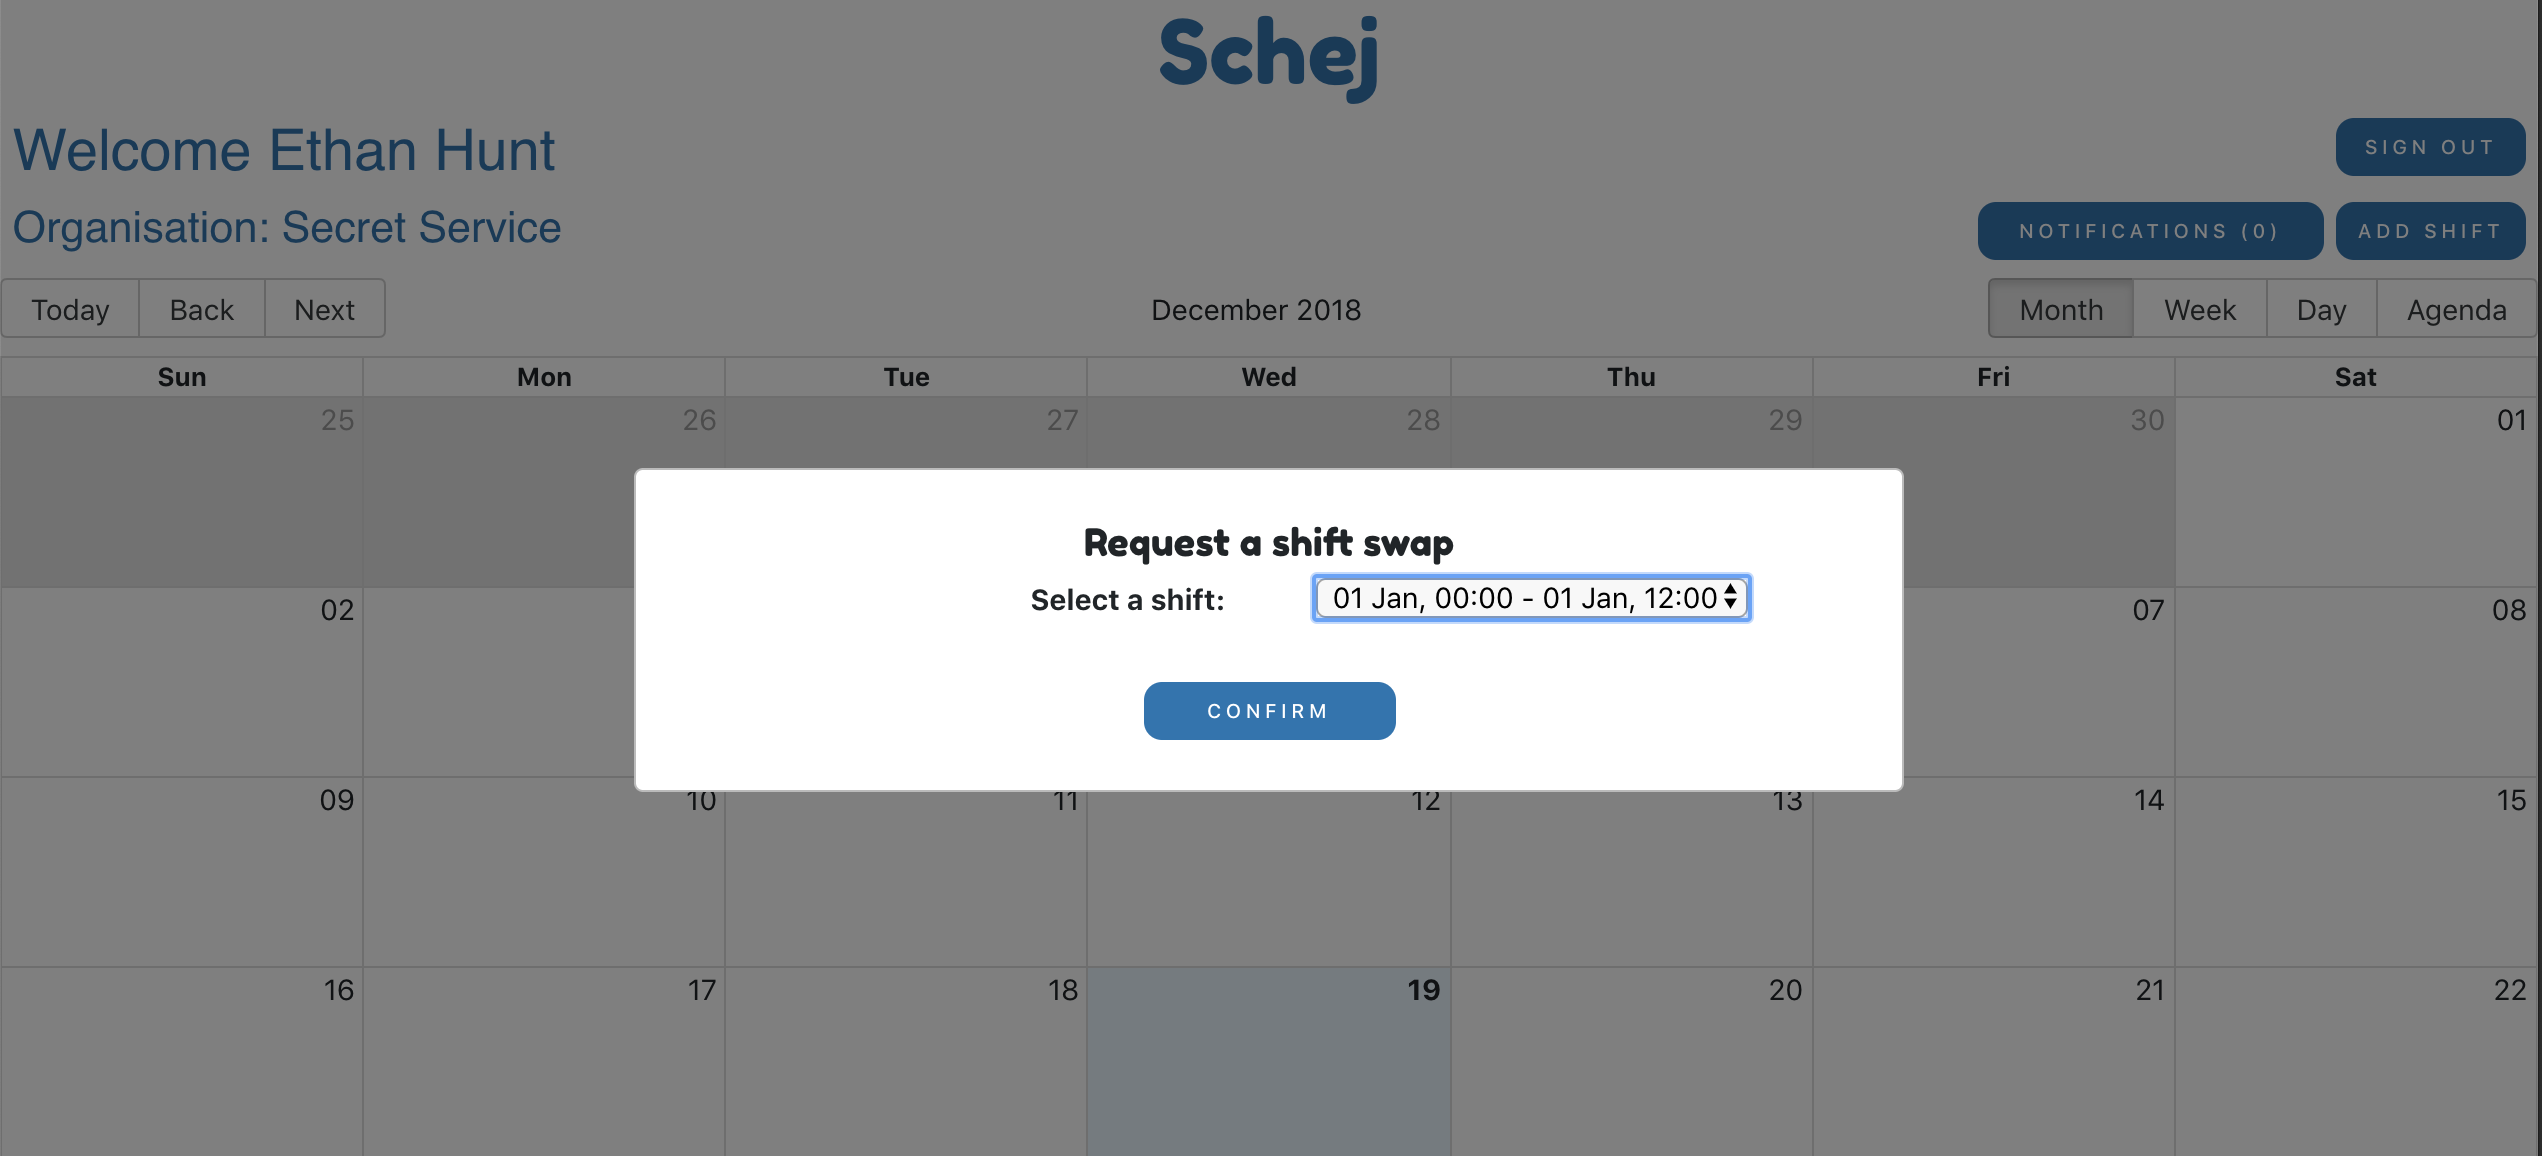 Schej
Welcome Ethan Hunt
SIGN OUT
Organisation: Secret Service
NOTIFICATIONS (0)
ADD SHIFT
Today Back Next
December 2018
Month Week Day Agenda
Sun Mon Tue Wed Thu Fri Sat
25 26 27 28 29 30 01
Request a shift swap
Select a shift: 01 Jan, 00:00 - 01 Jan, 12:00
CONFIRM
02 07 08
09 10 11 12 13 14 15
16 17 18 19 20 21 22